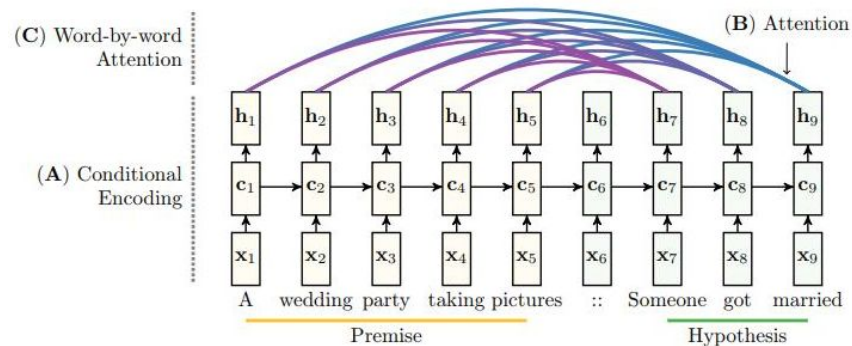 (C) Word-by-word
Attention
(B) Attention
h1 h2 h3 h4 h5 h6 h7 h8 h9
(A) Conditional
Encoding
c1 c2 c3 c4 c5 c6 c7 c8 c9
x1 x2 x3 x4 x5 x6 x7 x8 x9
A wedding party taking pictures :: Someone got married
Premise Hypothesis